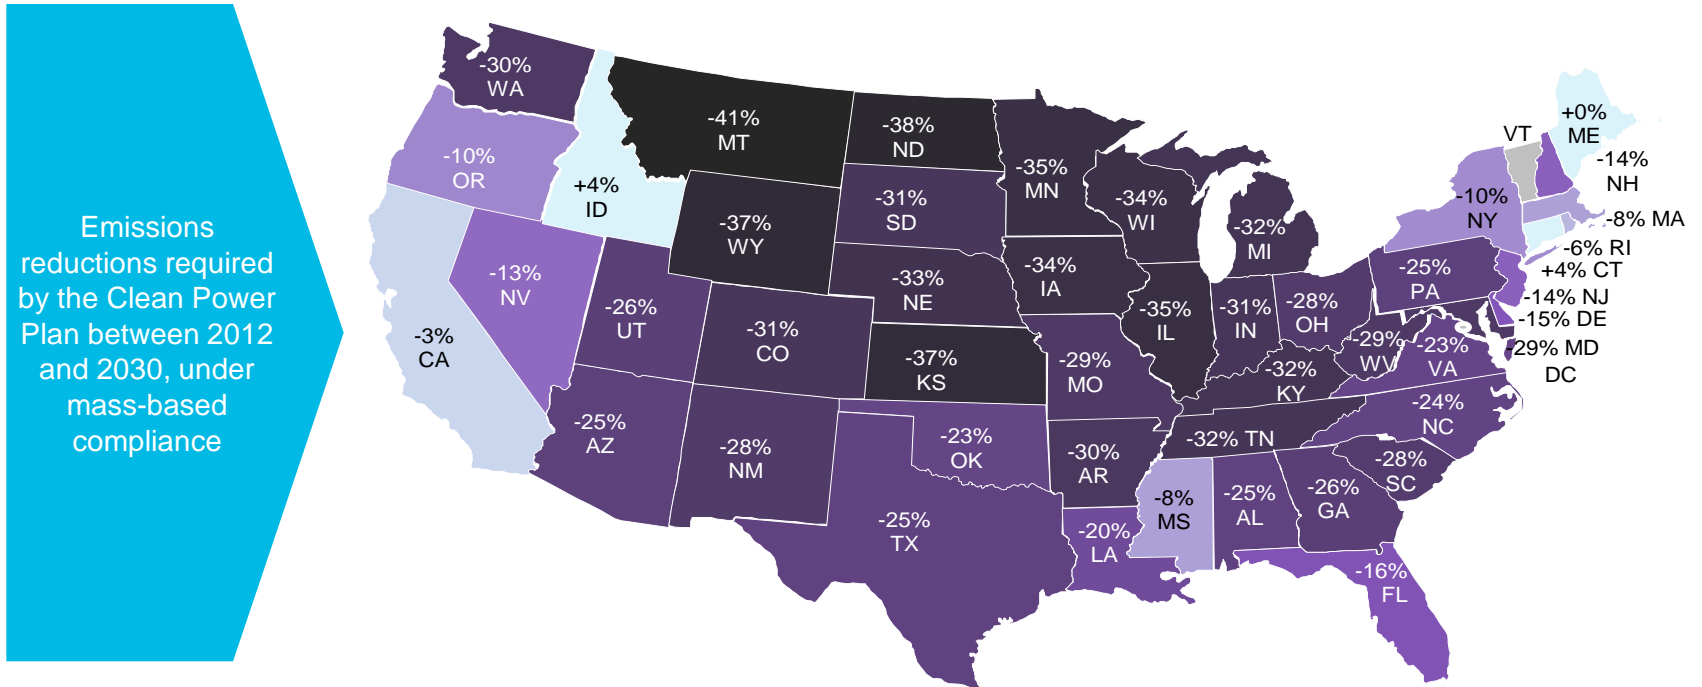 Emissions
reductions required
by the Clean Power
Plan between 2012
and 2030, under
mass-based
compliance
-30%
WA
-10%
OR
+4%
ID
-41%
MT
-38%
ND
-35%
MN
-31%
SD
-37%
WY
-34%
WI
-32%
MI
VT
+0%
ME
-14%
NH
-10%
NY
-8% MA
-6% RI
+4% CT
-14% NJ
-15% DE
-29% MD
DC
-25%
PA
-13%
NV
-3%
CA
-26%
UT
-31%
CO
-33%
NE
-34%
IA
-35%
IL
-31%
IN
-28%
OH
-29%
WV
-23%
VA
-37%
KS
-29%
MO
-32%
KY
-24%
NC
-25%
AZ
-28%
NM
-23%
OK
-30%
AR
-32% TN
-28%
SC
-25%
TX
-20%
LA
-8%
MS
-25%
AL
-26%
GA
-16%
FL